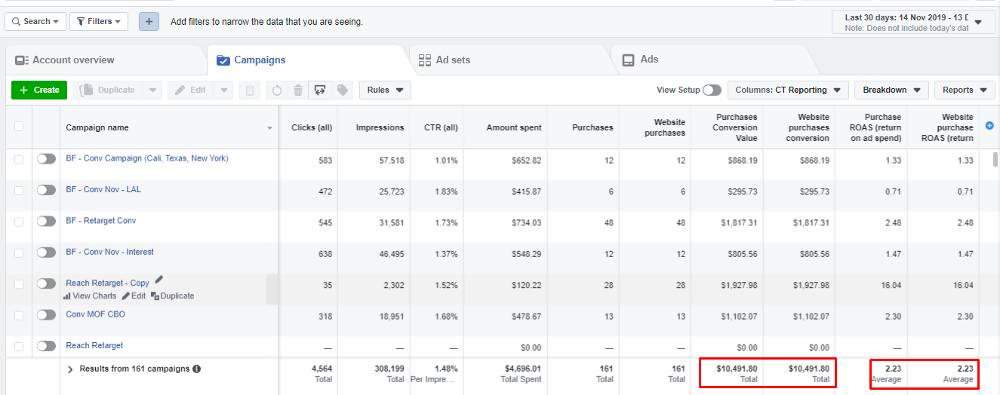 Search Filters + Add filters to narrow the data that you are seeing.
Last 30 days: 14 Nov 2019 - 13 D
Note: Does not include today's dat
Account overview Campaigns Ad sets Ads
+ Create Duplicate Edit Rules View Setup Columns: CT Reporting Breakdown Reports
Campaign name Clicks (all) Impressions CTR (all) Amount spent Purchases Website purchases Purchases Conversion Value Website purchases conversion Purchase ROAS (return on ad spend) Website purchase ROAS (return
BF - Conv Campaign (Cali, Texas, New York) 583 57,518 1.01% $652.82 12 12 $868.19 $868.19 1.33 1.33
BF - Conv Nov - LAL 472 25,723 1.83% $415.87 6 6 $295.73 $295.73 0.71 0.71
BF - Retarget Conv 545 31,581 1.73% $734.03 48 48 $1,817.31 $1,817.31 2.48 2.48
BF - Conv Nov - Interest 638 46,495 1.37% $548.29 12 12 $805.56 $805.56 1.47 1.47
Reach Retarget - Copy 35 2,302 1.52% $120.22 28 28 $1,927.98 $1,927.98 16.04 16.04
View Charts Edit Duplicate
Conv MOF CBO 318 18,951 1.68% $478.67 13 13 $1,102.07 $1,102.07 2.30 2.30
Reach Retarget — — — $0.00 — — $0.00 $0.00 — —
Results from 161 campaigns 4,564 308,199 1.48% $4,696.01 161 161 $10,491.80 $10,491.80 2.23 2.23
Total Total Per Impre... Total Spent Total Total Total Total Average Average